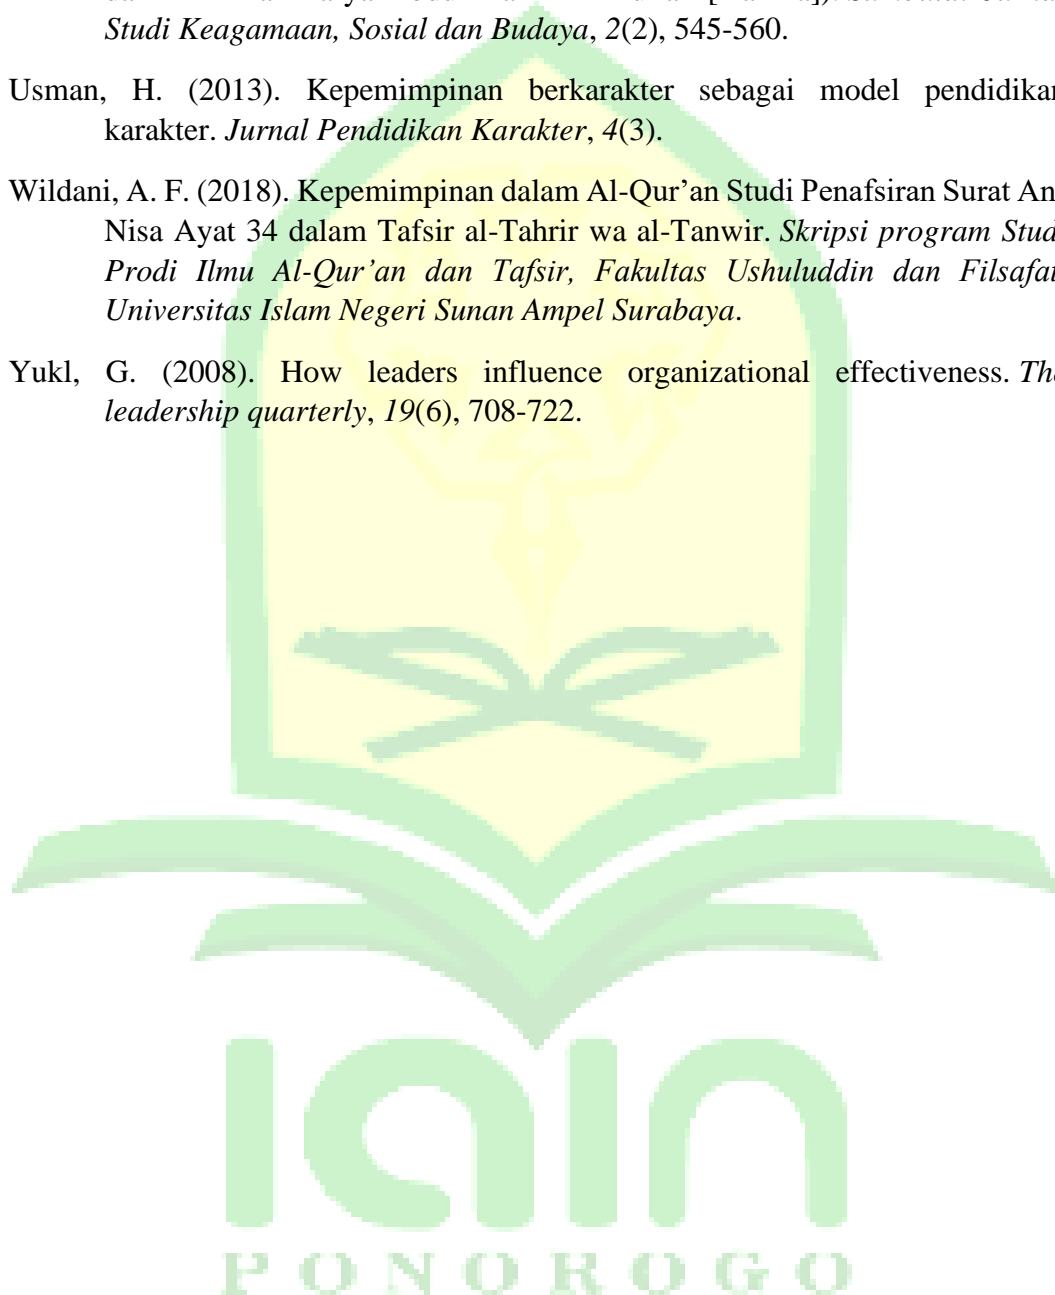 Studi Keagamaan, Sosial dan Budaya, 2(2), 545-560.
Usman, H. (2013). Kepemimpinan berkarakter sebagai model pendidikan
karakter. Jurnal Pendidikan Karakter, 4(3).
Wildani, A. F. (2018). Kepemimpinan dalam Al-Qur’an Studi Penafsiran Surat An
Nisa Ayat 34 dalam Tafsir al-Tahrir wa al-Tanwir. Skripsi program Stud
Prodi Ilmu Al-Qur’an dan Tafsir, Fakultas Ushuluddin dan Filsafat
Universitas Islam Negeri Sunan Ampel Surabaya.
Yukl, G. (2008). How leaders influence organizational effectiveness. The
leadership quarterly, 19(6), 708-722.
iain
PONOROGO